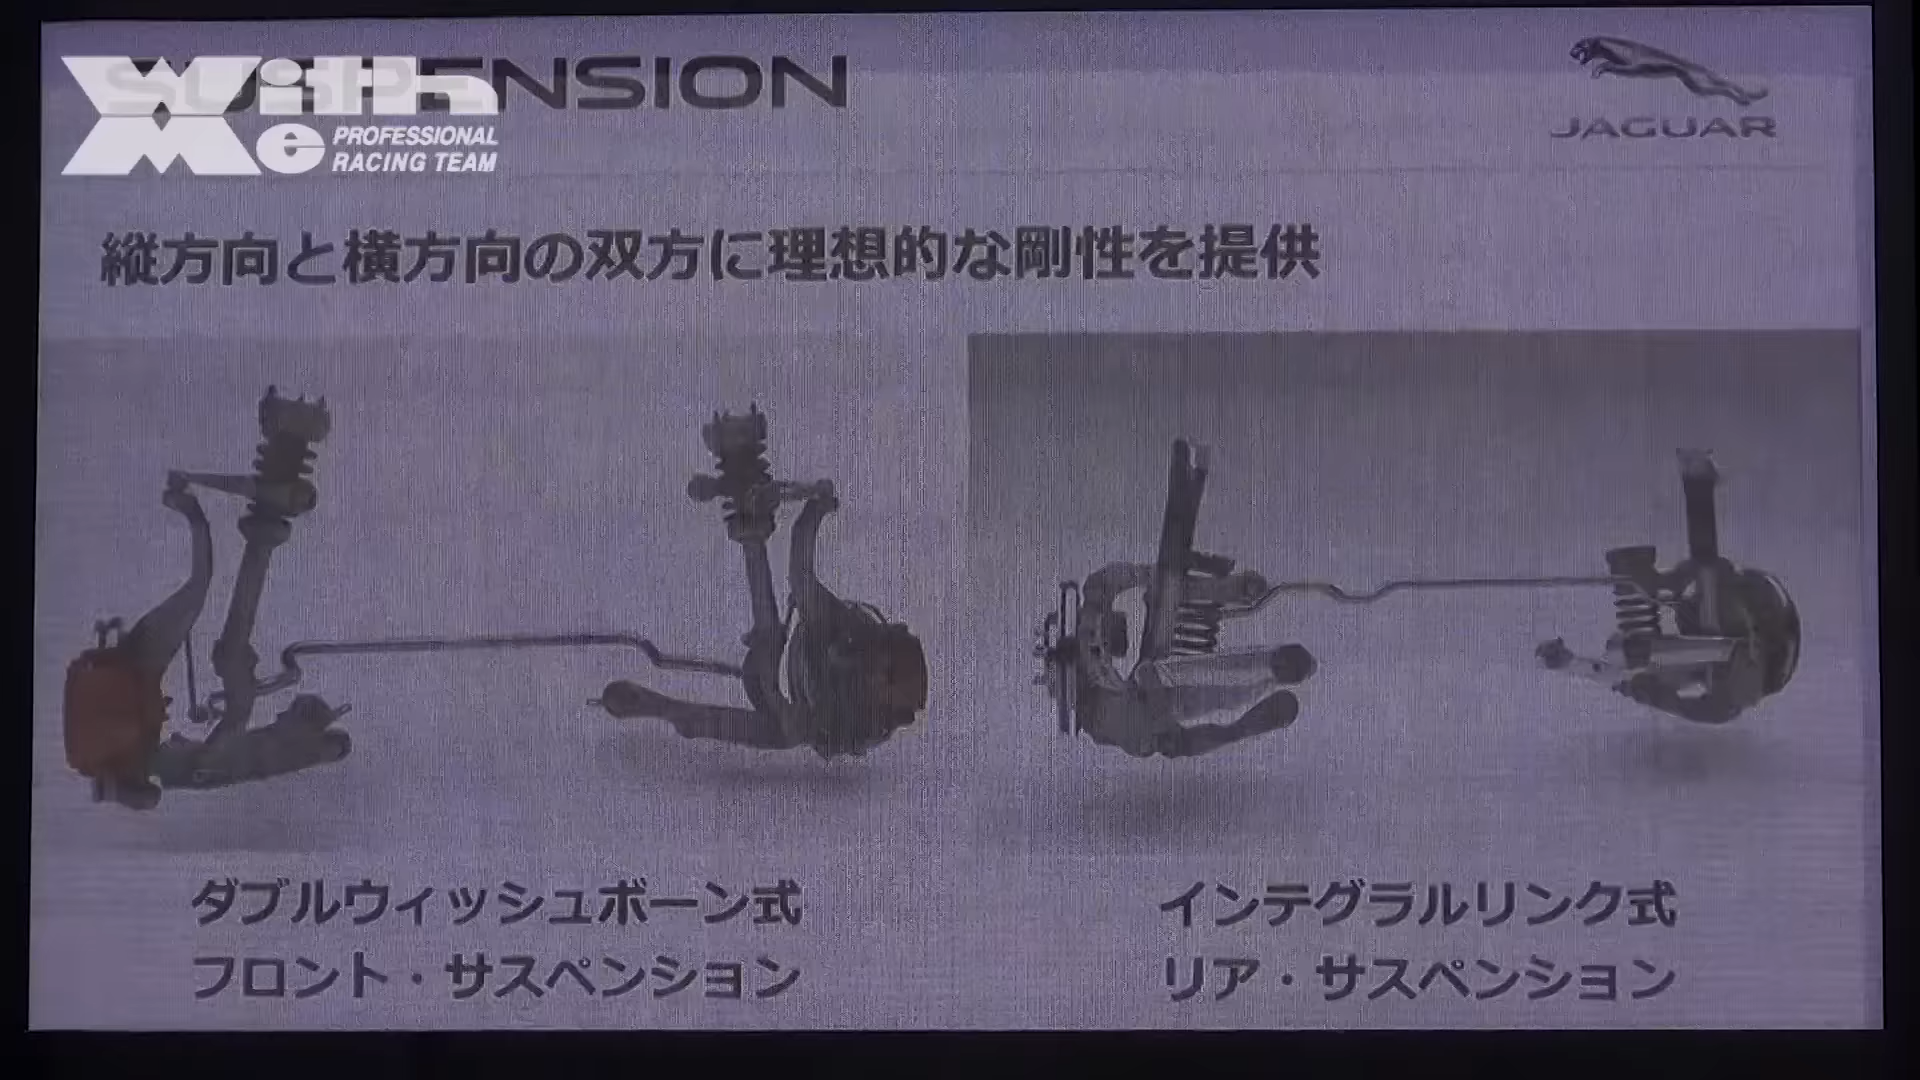 SUSPENSION
With
Me PROFESSIONAL
RACING TEAM
JAGUAR
縦方向と横方向の双方に理想的な剛性を提供
ダブルウィッシュボーン式
フロント・サスペンション
インテグラルリンク式
リア・サスペンション